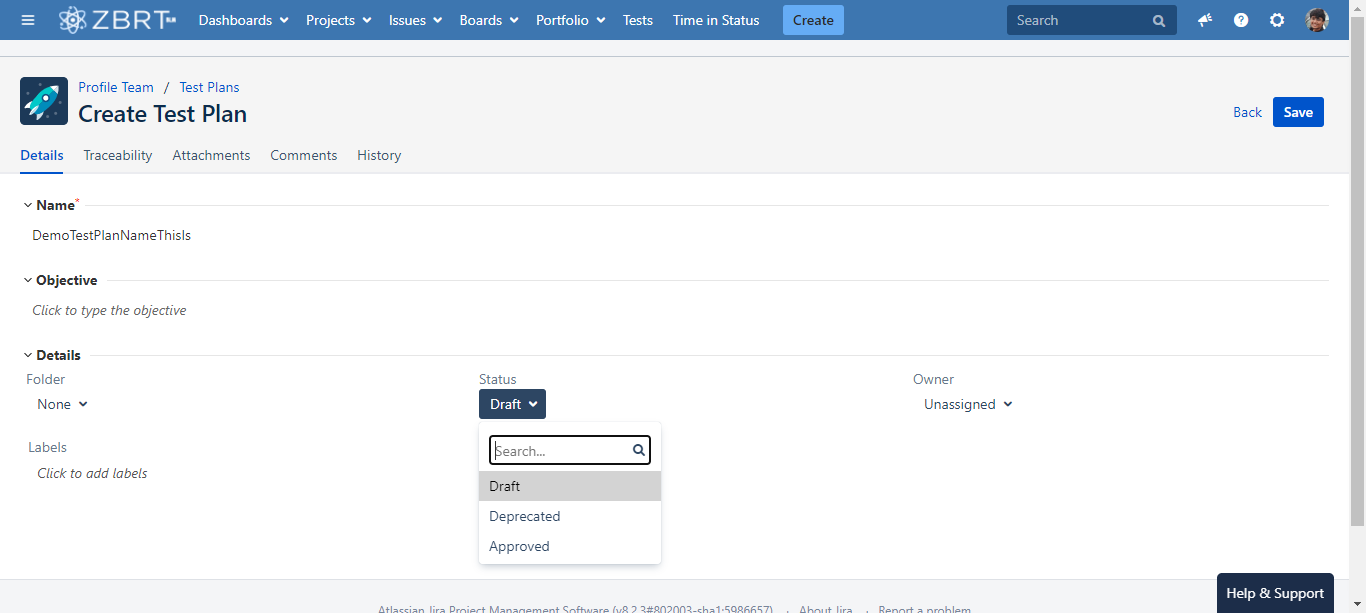 ZBRT Dashboards Projects Issues Boards Portfolio Tests Time in Status Create Search
Profile Team / Test Plans
Create Test Plan
Back Save
Details Traceability Attachments Comments History
Name*
DemoTestPlanNameThisIs
Objective
Click to type the objective
Details
Folder Status Owner
None Draft Unassigned
Labels
Click to add labels
Search...
Draft
Deprecated
Approved
Help & Support
Atlassian Jira Project Management Software (v8.2.3#802003-sha1:5986657) · About Jira · Report a problem